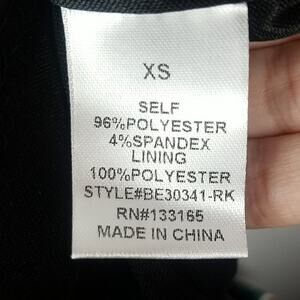 XS
SELF
96%POLYESTER
4%SPANDEX
LINING
100%POLYESTER
STYLE#BE30341-RK
RN#133165
MADE IN CHINA